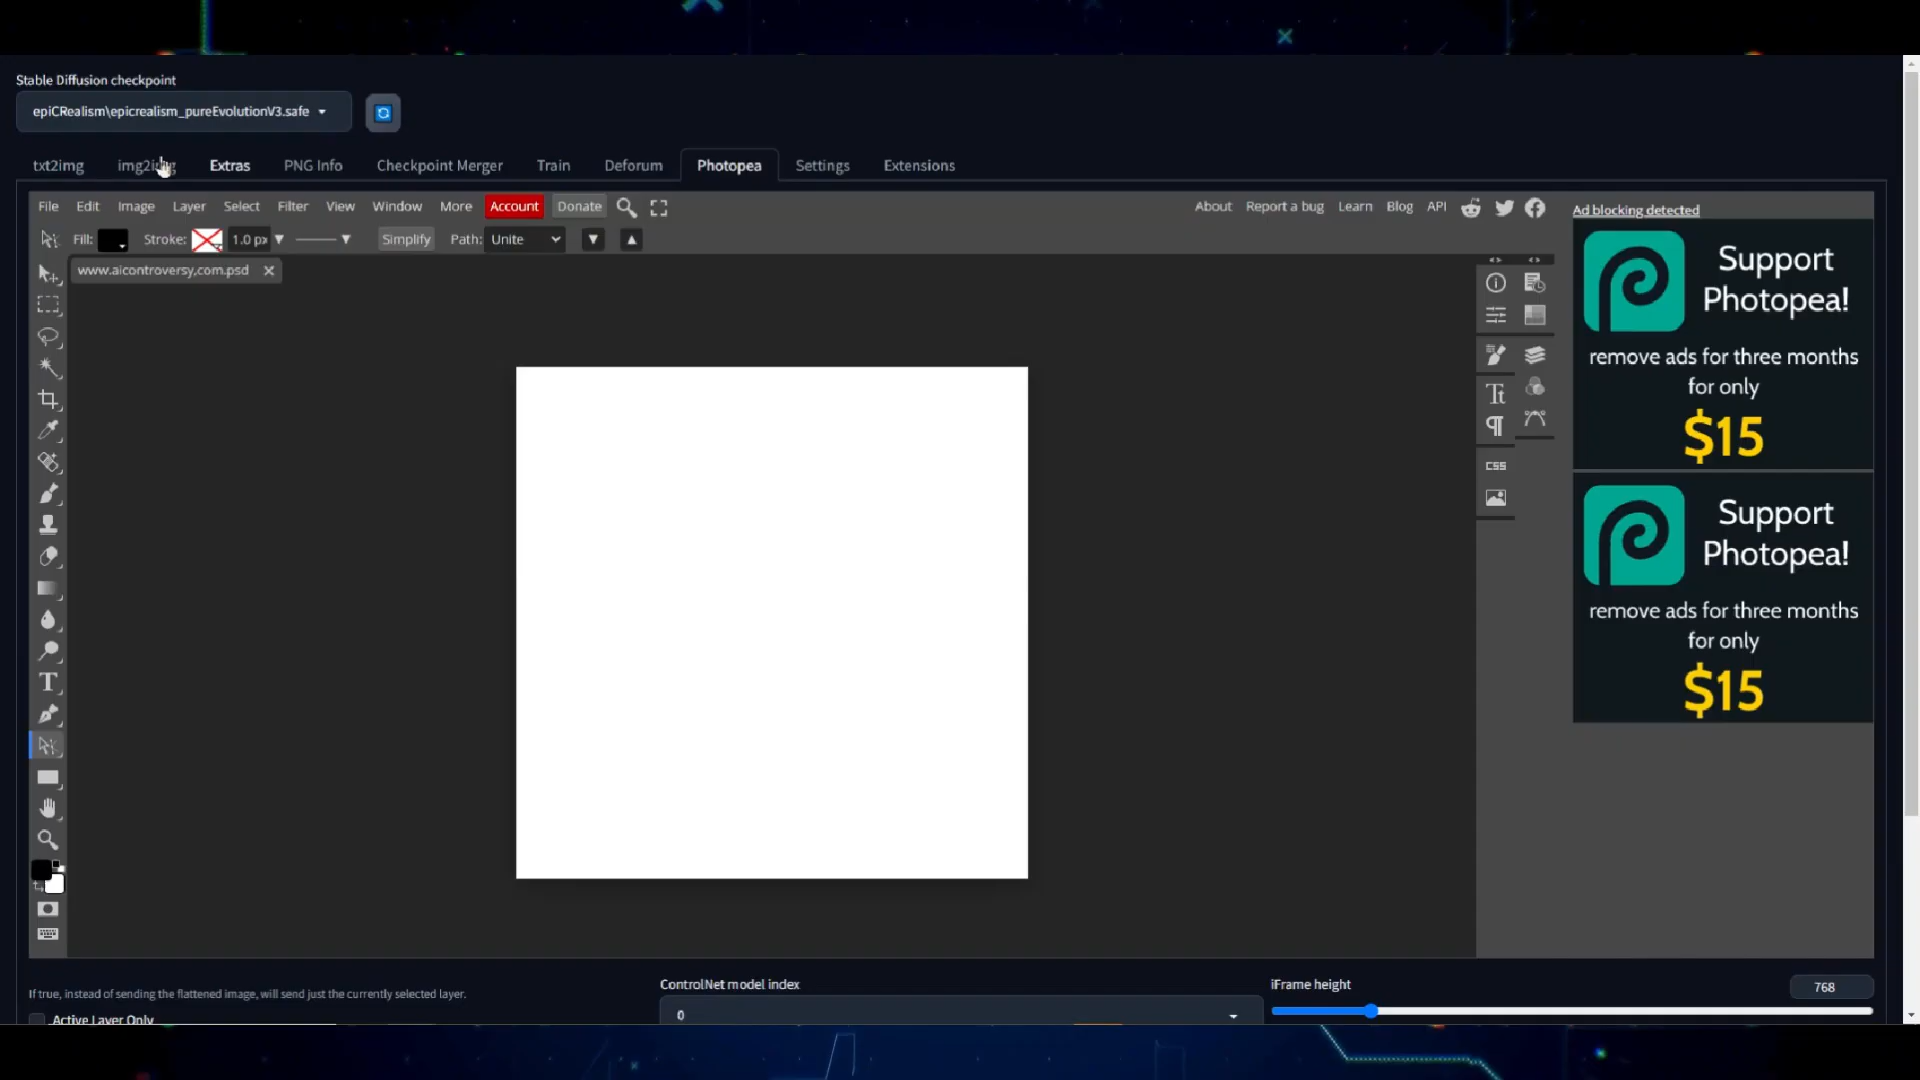 Stable Diffusion checkpoint
epiCRealism\epicrealism_pureEvolutionV3.safe
txt2img img2img Extras PNG Info Checkpoint Merger Train Deforum Photopea Settings Extensions
File Edit Image Layer Select Filter View Window More Account Donate About Report a bug Learn Blog API
Ad blocking detected
Fill: Stroke: 1.0 px Simplify Path: Unite
www.aicontroversy.com.psd
Support
Photopea!
remove ads for three months
for only
$15
CSS
Support
Photopea!
remove ads for three months
for only
$15
T
ControlNet model index
iFrame height
768
If true, instead of sending the flattened image, will send just the currently selected layer.
0
Active Layer Only